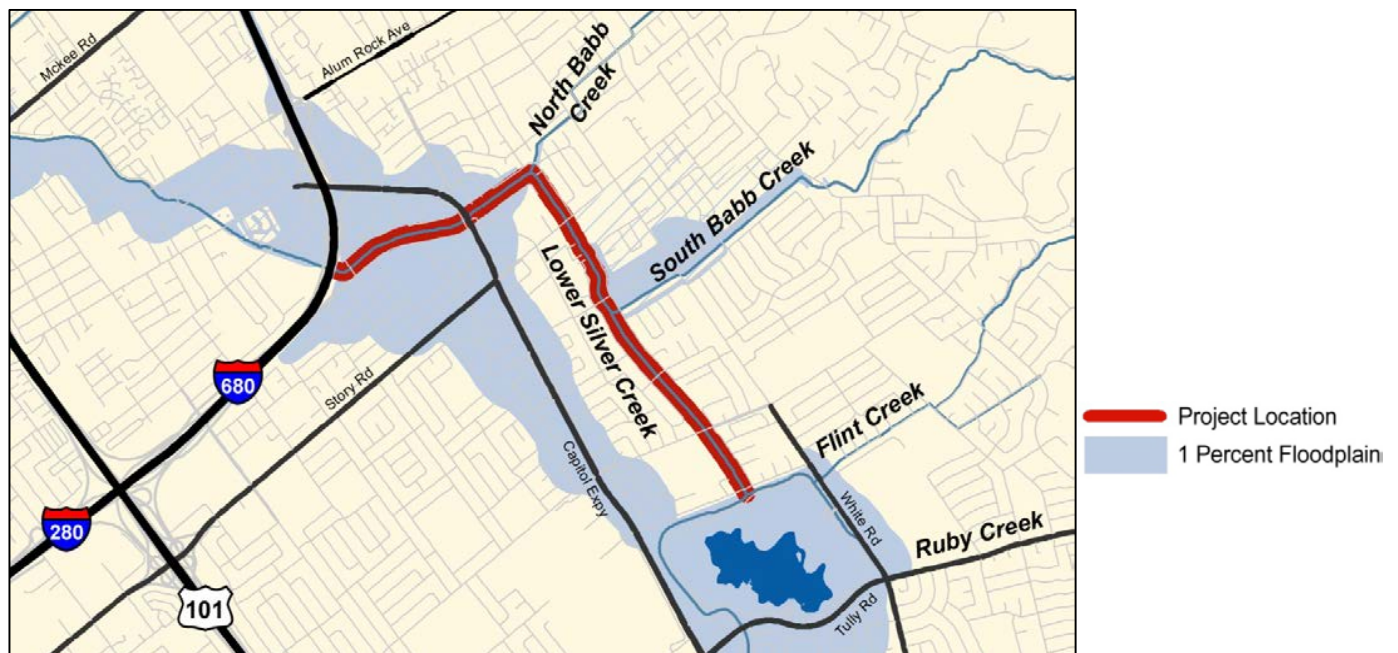 Mckee Rd
Alum Rock Ave
North Babb
Creek
South Babb Creek
Lower Silver Creek
680
Story Rd
Capitol Expy
Flint Creek
White Rd
Ruby Creek
280
101
Tully Rd
Project Location
1 Percent Floodplain